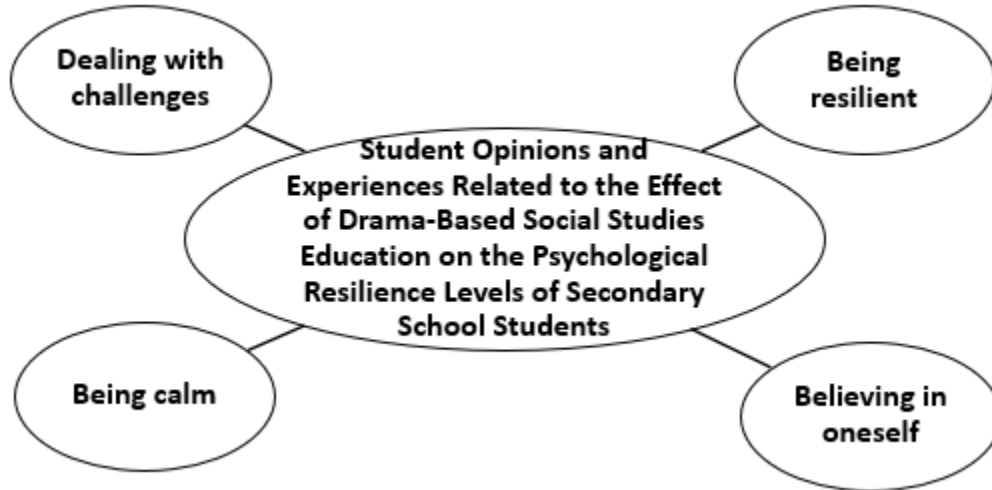 Dealing with
challenges
Being
resilient
Student Opinions and
Experiences Related to the Effect
of Drama-Based Social Studies
Education on the Psychological
Resilience Levels of Secondary
School Students
Being calm
Believing in
oneself